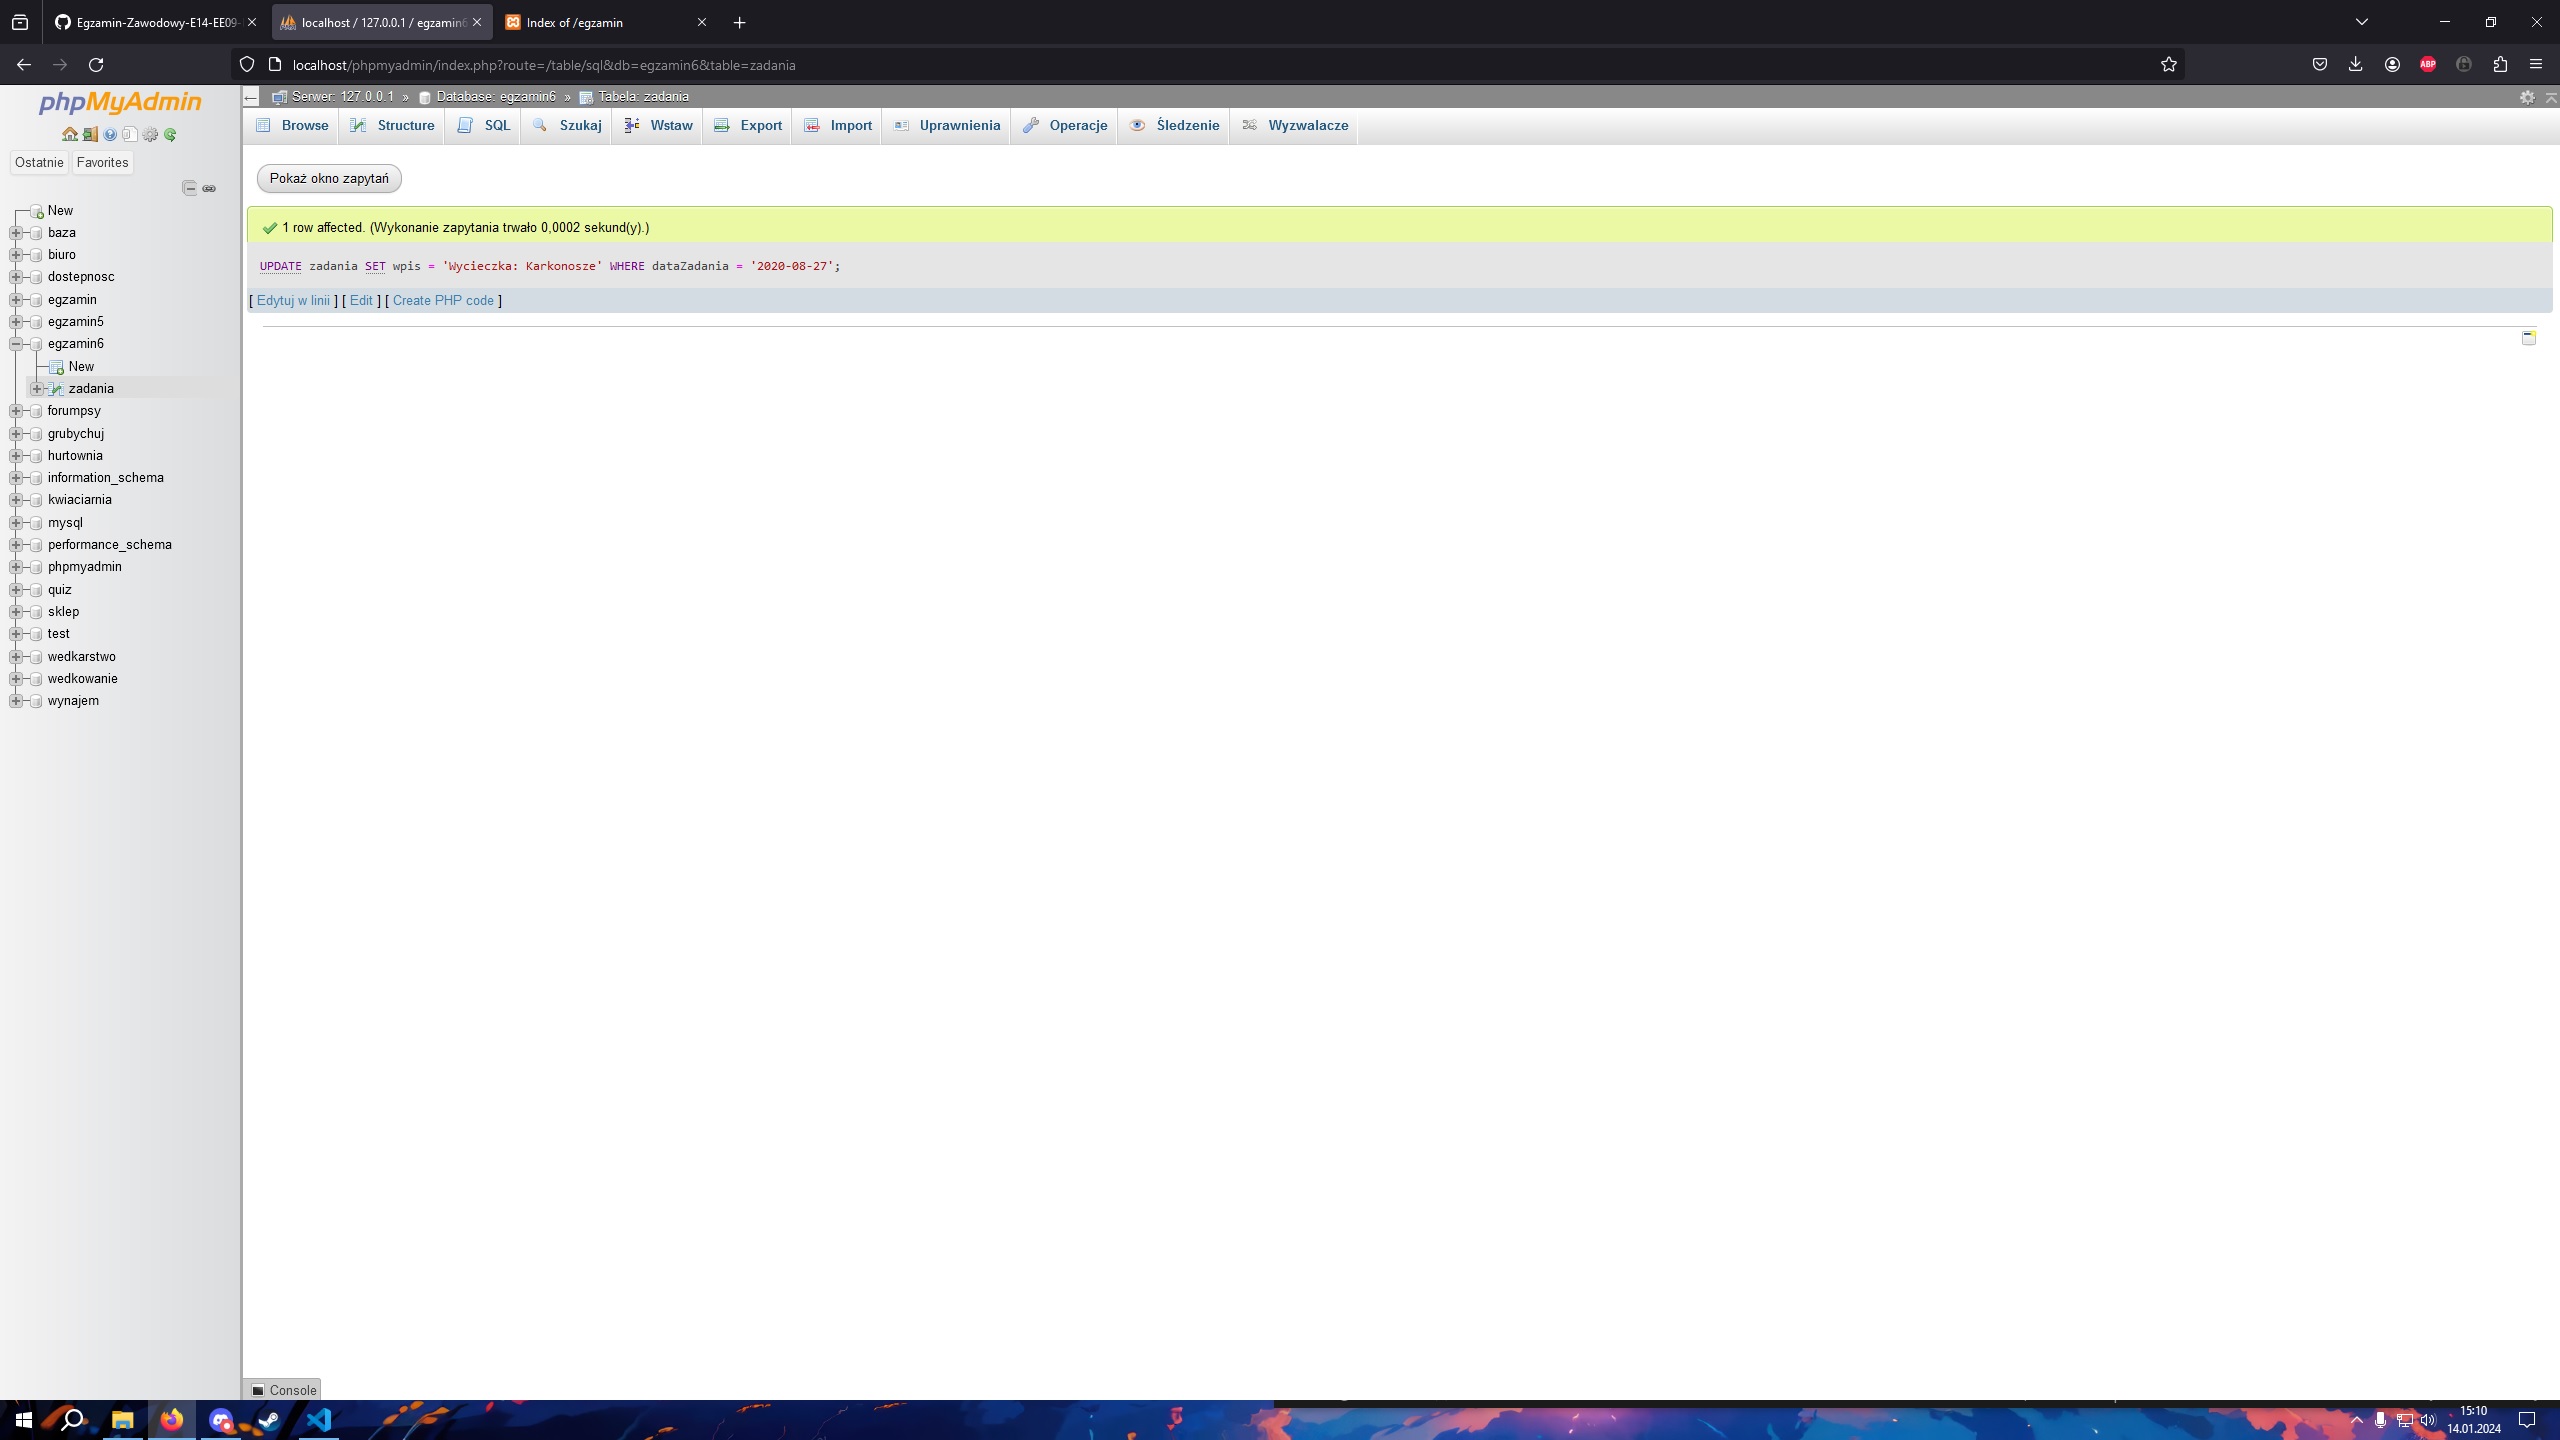 Egzamin-Zawodowy-E14-EE09-
localhost / 127.0.0.1 / egzamin6
Index of /egzamin
localhost/phpmyadmin/index.php?route=/table/sql&db=egzamin6&table=zadania
ABP
phpMyAdmin
Ostatnie Favorites
New
baza
biuro
dostepnosc
egzamin
egzamin5
egzamin6
New
zadania
forumpsy
grubychuj
hurtownia
information_schema
kwiaciarnia
mysql
performance_schema
phpmyadmin
quiz
sklep
test
wedkarstwo
wedkowanie
wynajem
Serwer: 127.0.0.1 » Database: egzamin6 » Tabela: zadania
Browse Structure SQL Szukaj Wstaw Export Import Uprawnienia Operacje Śledzenie Wyzwalacze
Pokaż okno zapytań
1 row affected. (Wykonanie zapytania trwało 0,0002 sekund(y).)
UPDATE zadania SET wpis = 'Wycieczka: Karkonosze' WHERE dataZadania = '2020-08-27';
[ Edytuj w linii ] [ Edit ] [ Create PHP code ]
Console
15:10
14.01.2024